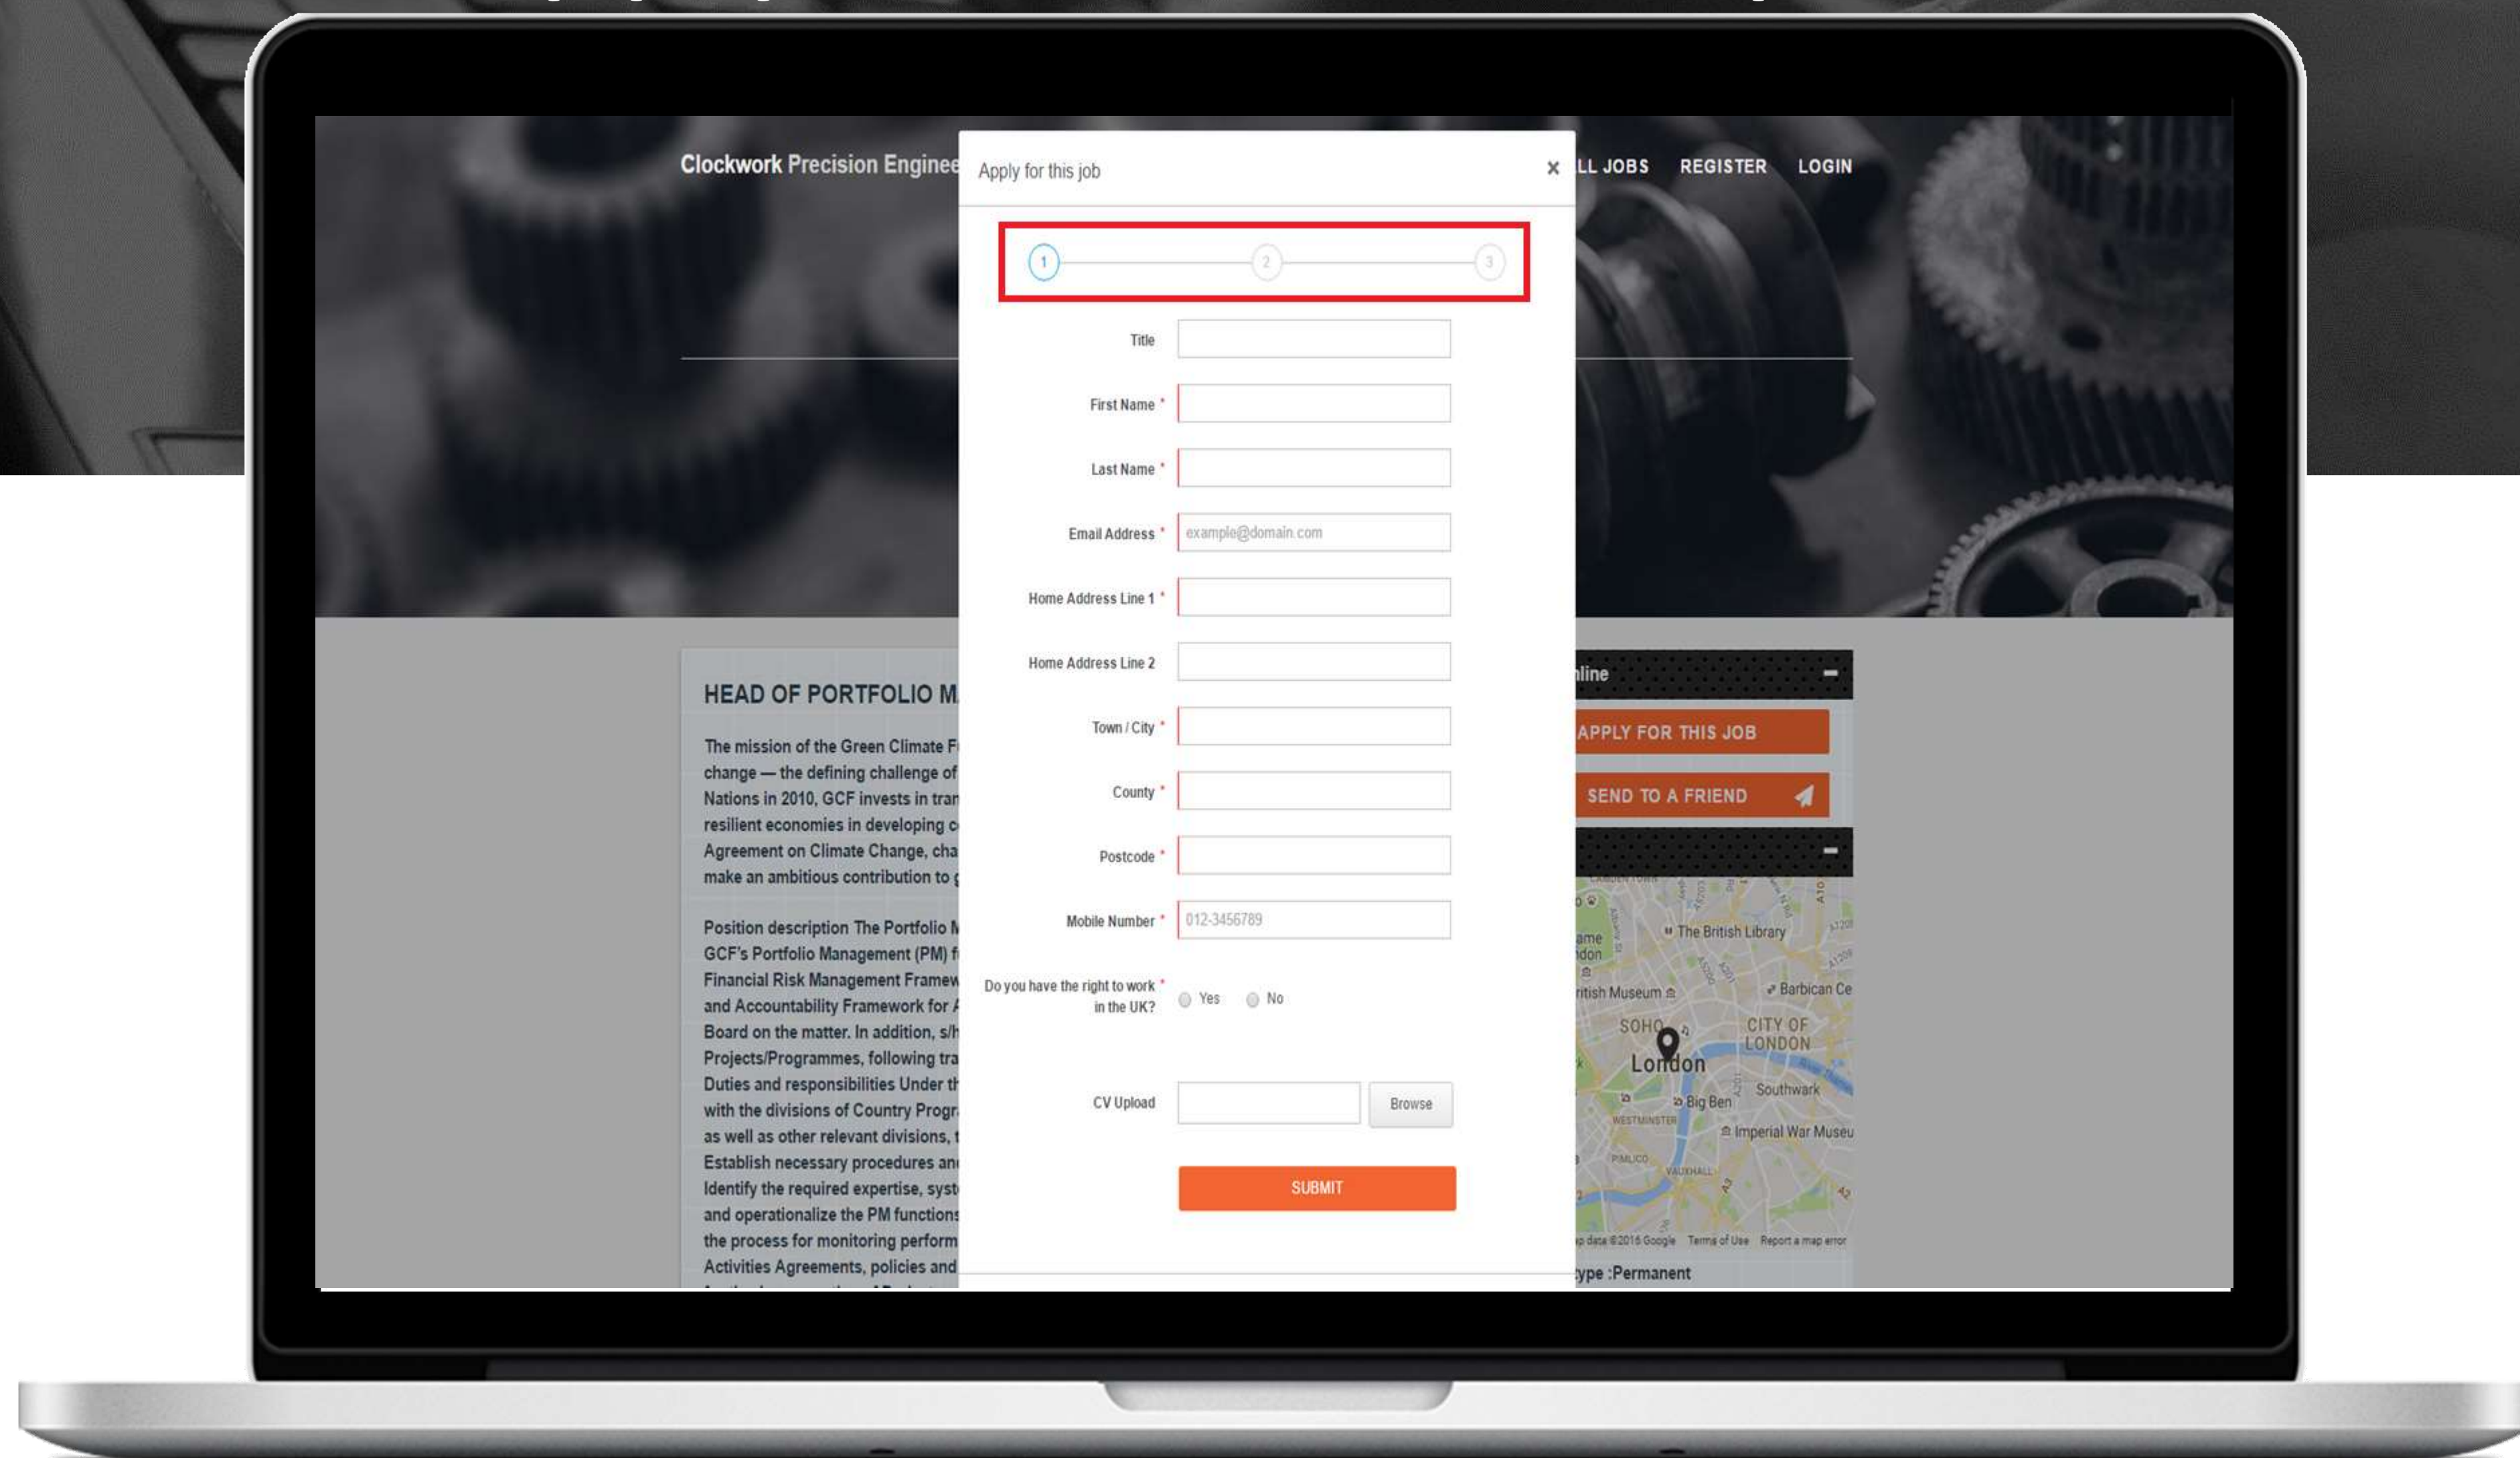 Clockwork Precision Enginee
LL JOBS REGISTER LOGIN
Apply for this job
×
1 2 3
Title
First Name *
Last Name *
Email Address * example@domain.com
Home Address Line 1 *
Home Address Line 2
Town / City *
County *
Postcode *
Mobile Number * 012-3456789
Do you have the right to work *
in the UK?
Yes No
CV Upload Browse
SUBMIT
HEAD OF PORTFOLIO M
The mission of the Green Climate F
change — the defining challenge of
Nations in 2010, GCF invests in tran
resilient economies in developing c
Agreement on Climate Change, cha
make an ambitious contribution to g
Position description The Portfolio M
GCF's Portfolio Management (PM) f
Financial Risk Management Framew
and Accountability Framework for A
Board on the matter. In addition, s/h
Projects/Programmes, following tra
Duties and responsibilities Under th
with the divisions of Country Progr
as well as other relevant divisions, t
Establish necessary procedures an
Identify the required expertise, syst
and operationalize the PM functions
the process for monitoring perform
Activities Agreements, policies and
nline
APPLY FOR THIS JOB
SEND TO A FRIEND
CAMDEN TOWN
A10
The British Library
ritish Museum
Barbican Ce
SOHO
CITY OF
LONDON
London
A201
Southwark
Big Ben
WESTMINSTER
Imperial War Museu
PIMLICO
VAUXHALL
A3
A2
p data ©2016 Google Terms of Use Report a map error
type :Permanent